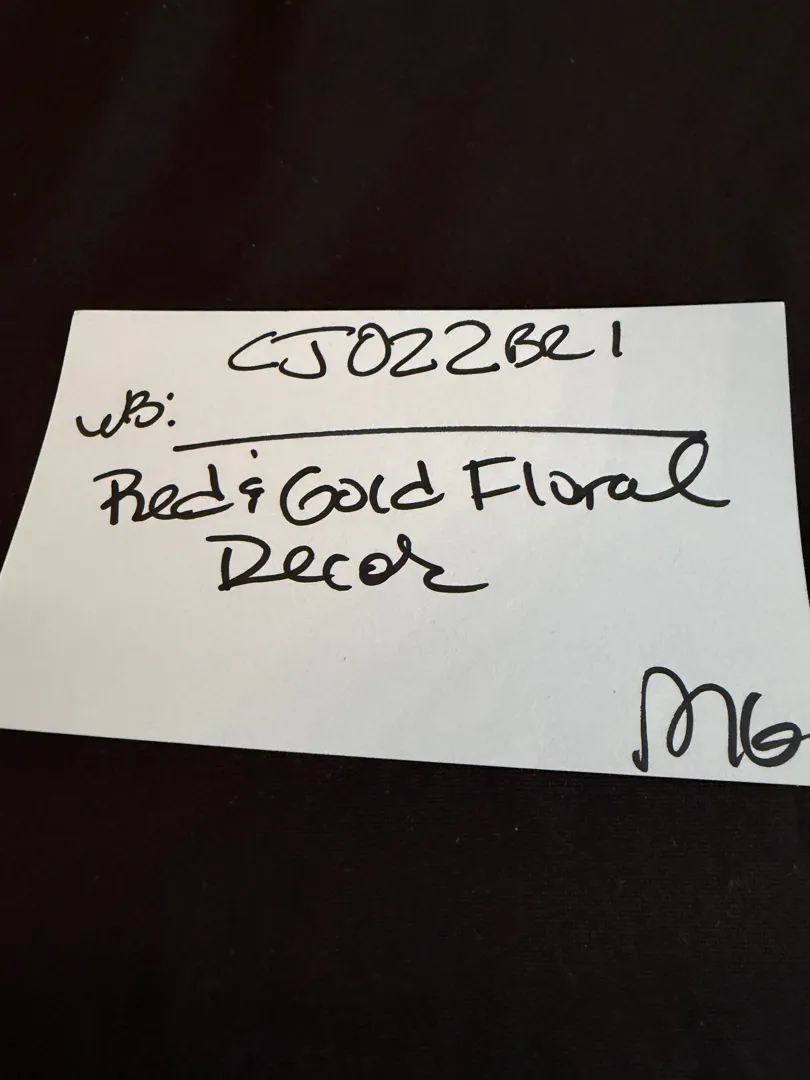 CJ022BR1
WB:
Red & Gold Floral
Decor
MG